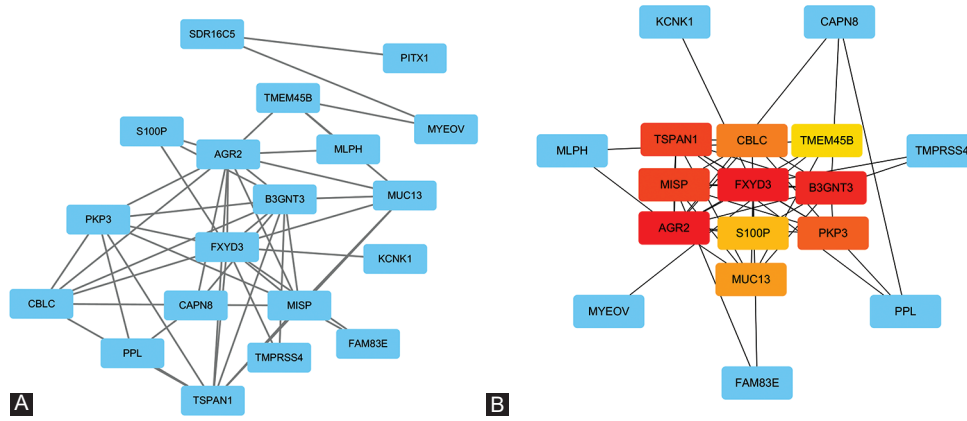 SDR16C5
PITX1
TMEM45B
MYEOV
S100P
AGR2
MLPH
B3GNT3
MUC13
PKP3
FXYD3
KCNK1
CBLC
CAPN8
MISP
FAM83E
PPL
TMPRSS4
TSPAN1
A
KCNK1
CAPN8
TSPAN1
CBLC
TMEM45B
MLPH
TMPRSS4
MISP
FXYD3
B3GNT3
AGR2
S100P
PKP3
MUC13
MYEOV
PPL
FAM83E
B